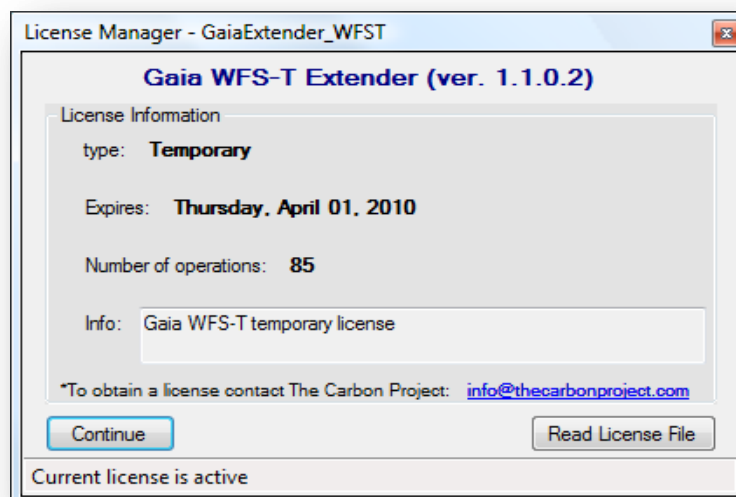 License Manager - GaiaExtender_WFST
Gaia WFS-T Extender (ver. 1.1.0.2)
License Information
type: Temporary
Expires: Thursday, April 01, 2010
Number of operations: 85
Info: Gaia WFS-T temporary license
*To obtain a license contact The Carbon Project: info@thecarbonproject.com
Continue Read License File
Current license is active